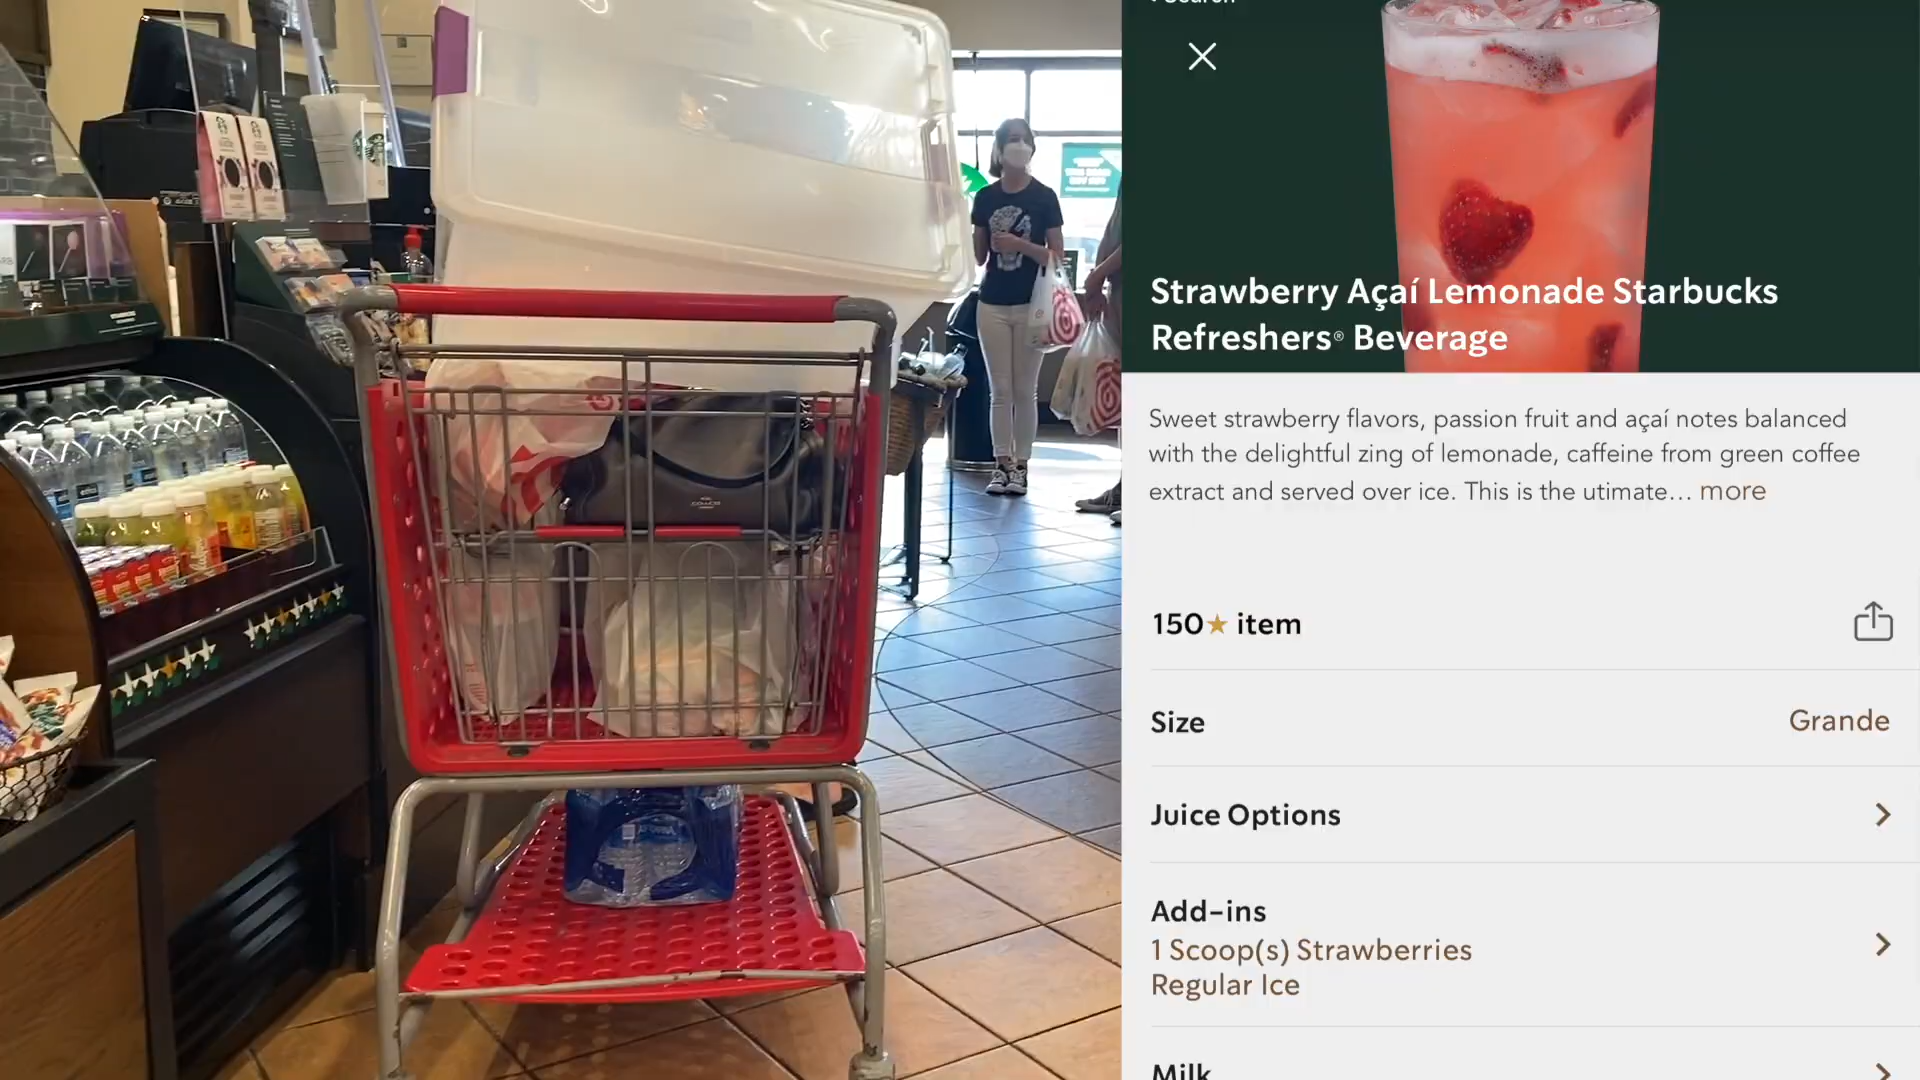 COACH
Strawberry Açaí Lemonade Starbucks
Refreshers® Beverage
Sweet strawberry flavors, passion fruit and açaí notes balanced
with the delightful zing of lemonade, caffeine from green coffee
extract and served over ice. This is the utimate... more
150★ item
Size
Grande
Juice Options
Add-ins
1 Scoop(s) Strawberries
Regular Ice